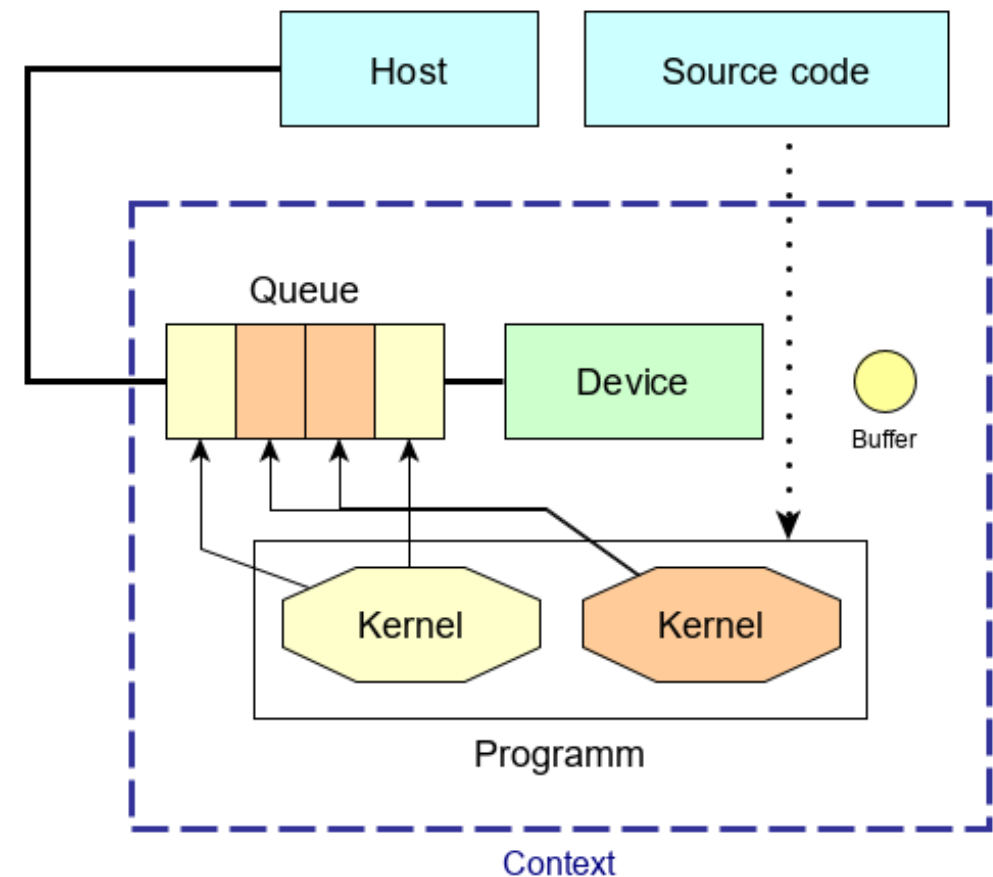 Host
Source code
Queue
Device
Buffer
Kernel
Kernel
Programm
Context